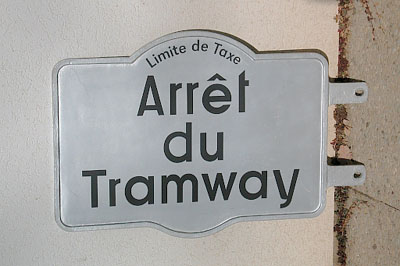 Limite de Taxe
Arrêt
du
Tramway